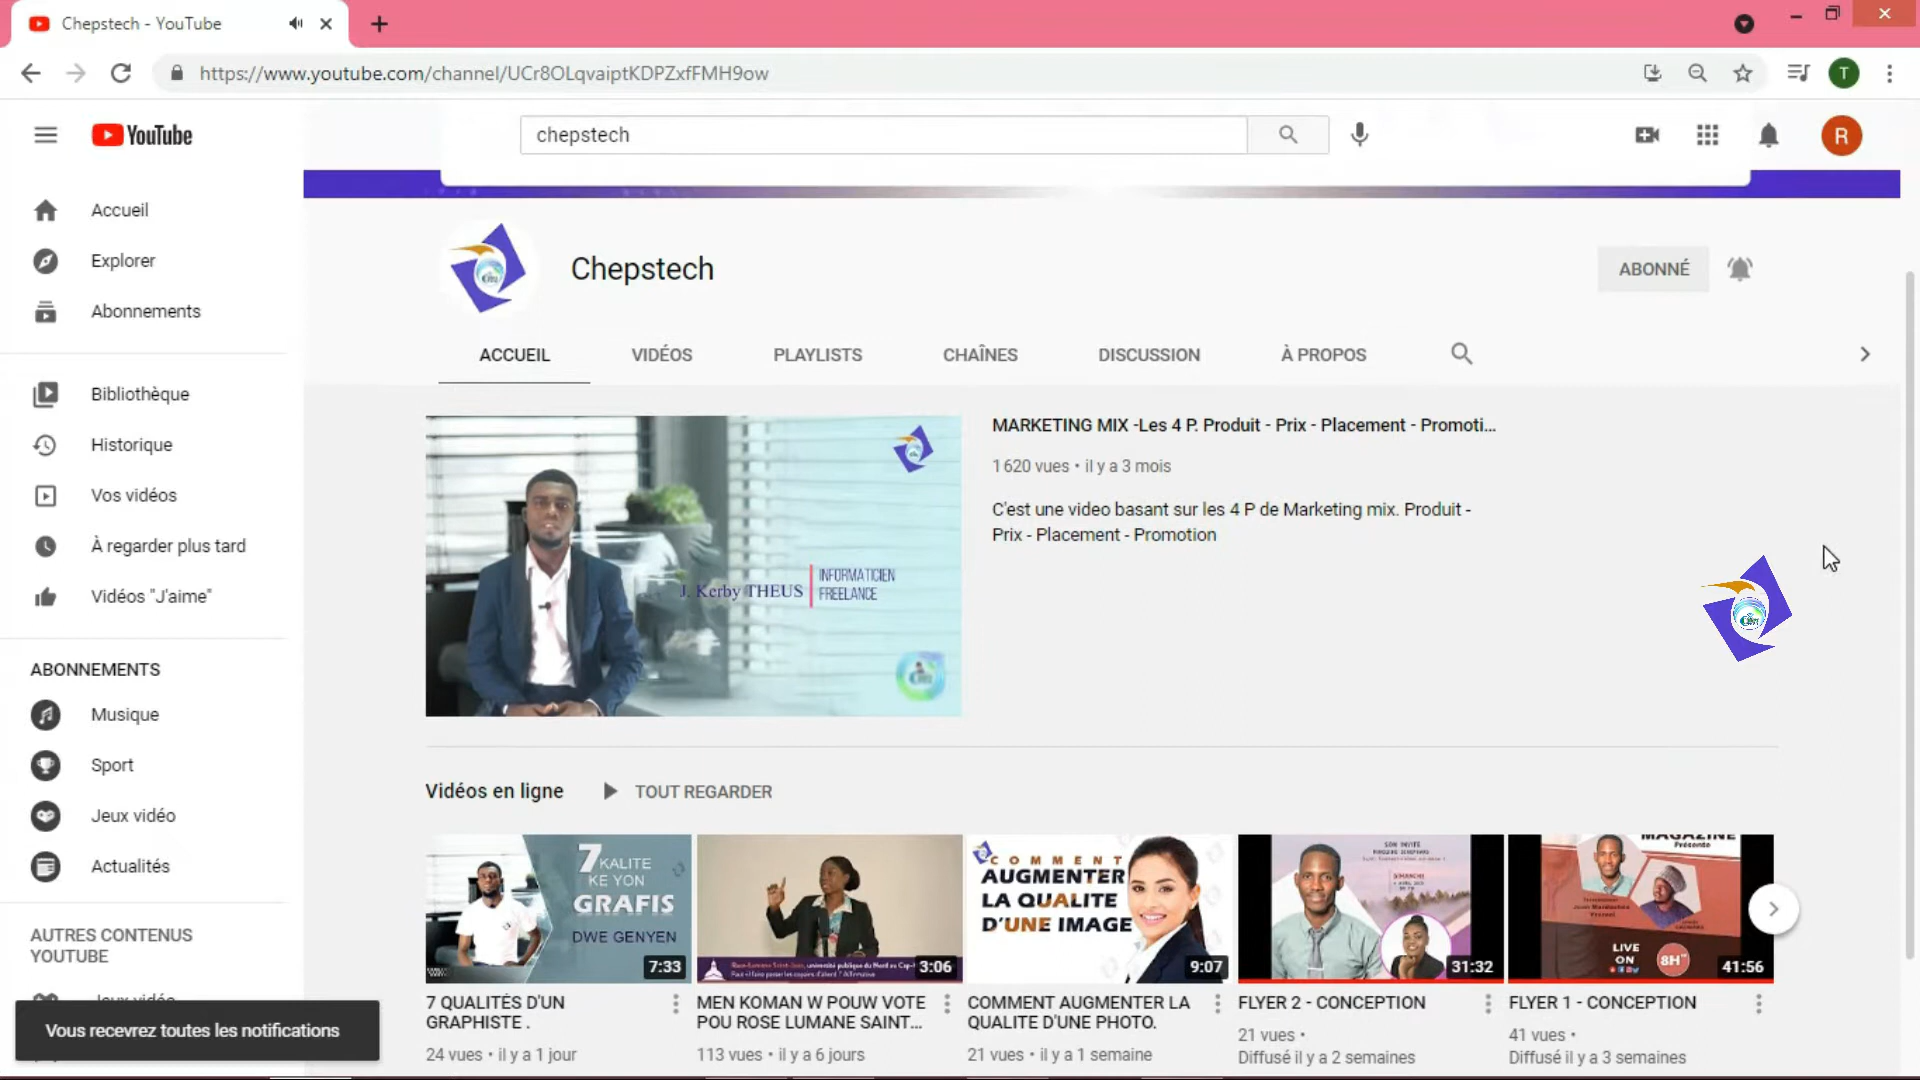 Chepstech - YouTube
https://www.youtube.com/channel/UCr8OLqvaiptKDPZxfFMH9ow
T
YouTube
chepstech
R
Accueil
Explorer
Abonnements
Bibliothèque
Historique
Vos vidéos
À regarder plus tard
Vidéos "J'aime"
ABONNEMENTS
Musique
Sport
Jeux vidéo
Actualités
AUTRES CONTENUS
YOUTUBE
Jeux vidéo
Vous recevrez toutes les notifications
Chepstech
ABONNÉ
ACCUEIL
VIDÉOS
PLAYLISTS
CHAÎNES
DISCUSSION
À PROPOS
J. Kerby THEUS
INFORMATICIEN
FREELANCE
MARKETING MIX -Les 4 P. Produit - Prix - Placement - Promoti...
1 620 vues • il y a 3 mois
C'est une video basant sur les 4 P de Marketing mix. Produit -
Prix - Placement - Promotion
Vidéos en ligne
TOUT REGARDER
7 KALITE
KE YON
GRAFIS
DWE GENYEN
7:33
7 QUALITÉS D'UN
GRAPHISTE .
24 vues • il y a 1 jour
3:06
MEN KOMAN W POUW VOTE
POU ROSE LUMANE SAINT...
113 vues • il y a 6 jours
COMMENT
AUGMENTER
LA QUALITE
D'UNE IMAGE
9:07
COMMENT AUGMENTER LA
QUALITE D'UNE PHOTO.
21 vues • il y a 1 semaine
SON INVITÉ
DIMANCHE
31:32
FLYER 2 - CONCEPTION
21 vues •
Diffusé il y a 2 semaines
MAGAZINE
Présente
LIVE
ON
8H
41:56
FLYER 1 - CONCEPTION
41 vues •
Diffusé il y a 3 semaines